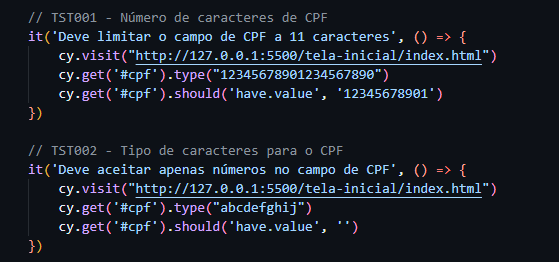 // TST001 - Número de caracteres de CPF
it('Deve limitar o campo de CPF a 11 caracteres', () => {
cy.visit("http://127.0.0.1:5500/tela-inicial/index.html")
cy.get('#cpf').type("12345678901234567890")
cy.get('#cpf').should('have.value', '12345678901')
})
// TST002 - Tipo de caracteres para o CPF
it('Deve aceitar apenas números no campo de CPF', () => {
cy.visit("http://127.0.0.1:5500/tela-inicial/index.html")
cy.get('#cpf').type("abcdefghij")
cy.get('#cpf').should('have.value', '')
})